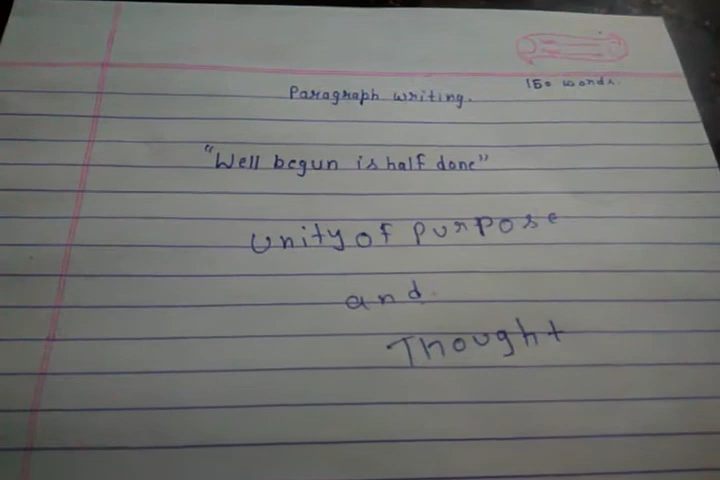 150 words.
Paragraph writing.
"Well begun is half done"
Unity of Purpose
and
Thought